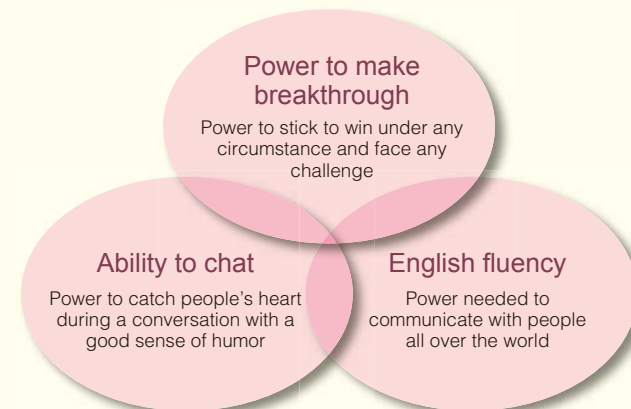 Power to make
breakthrough
Power to stick to win under any
circumstance and face any
challenge
Ability to chat
Power to catch people's heart
during a conversation with a
good sense of humor
English fluency
Power needed to
communicate with people
all over the world